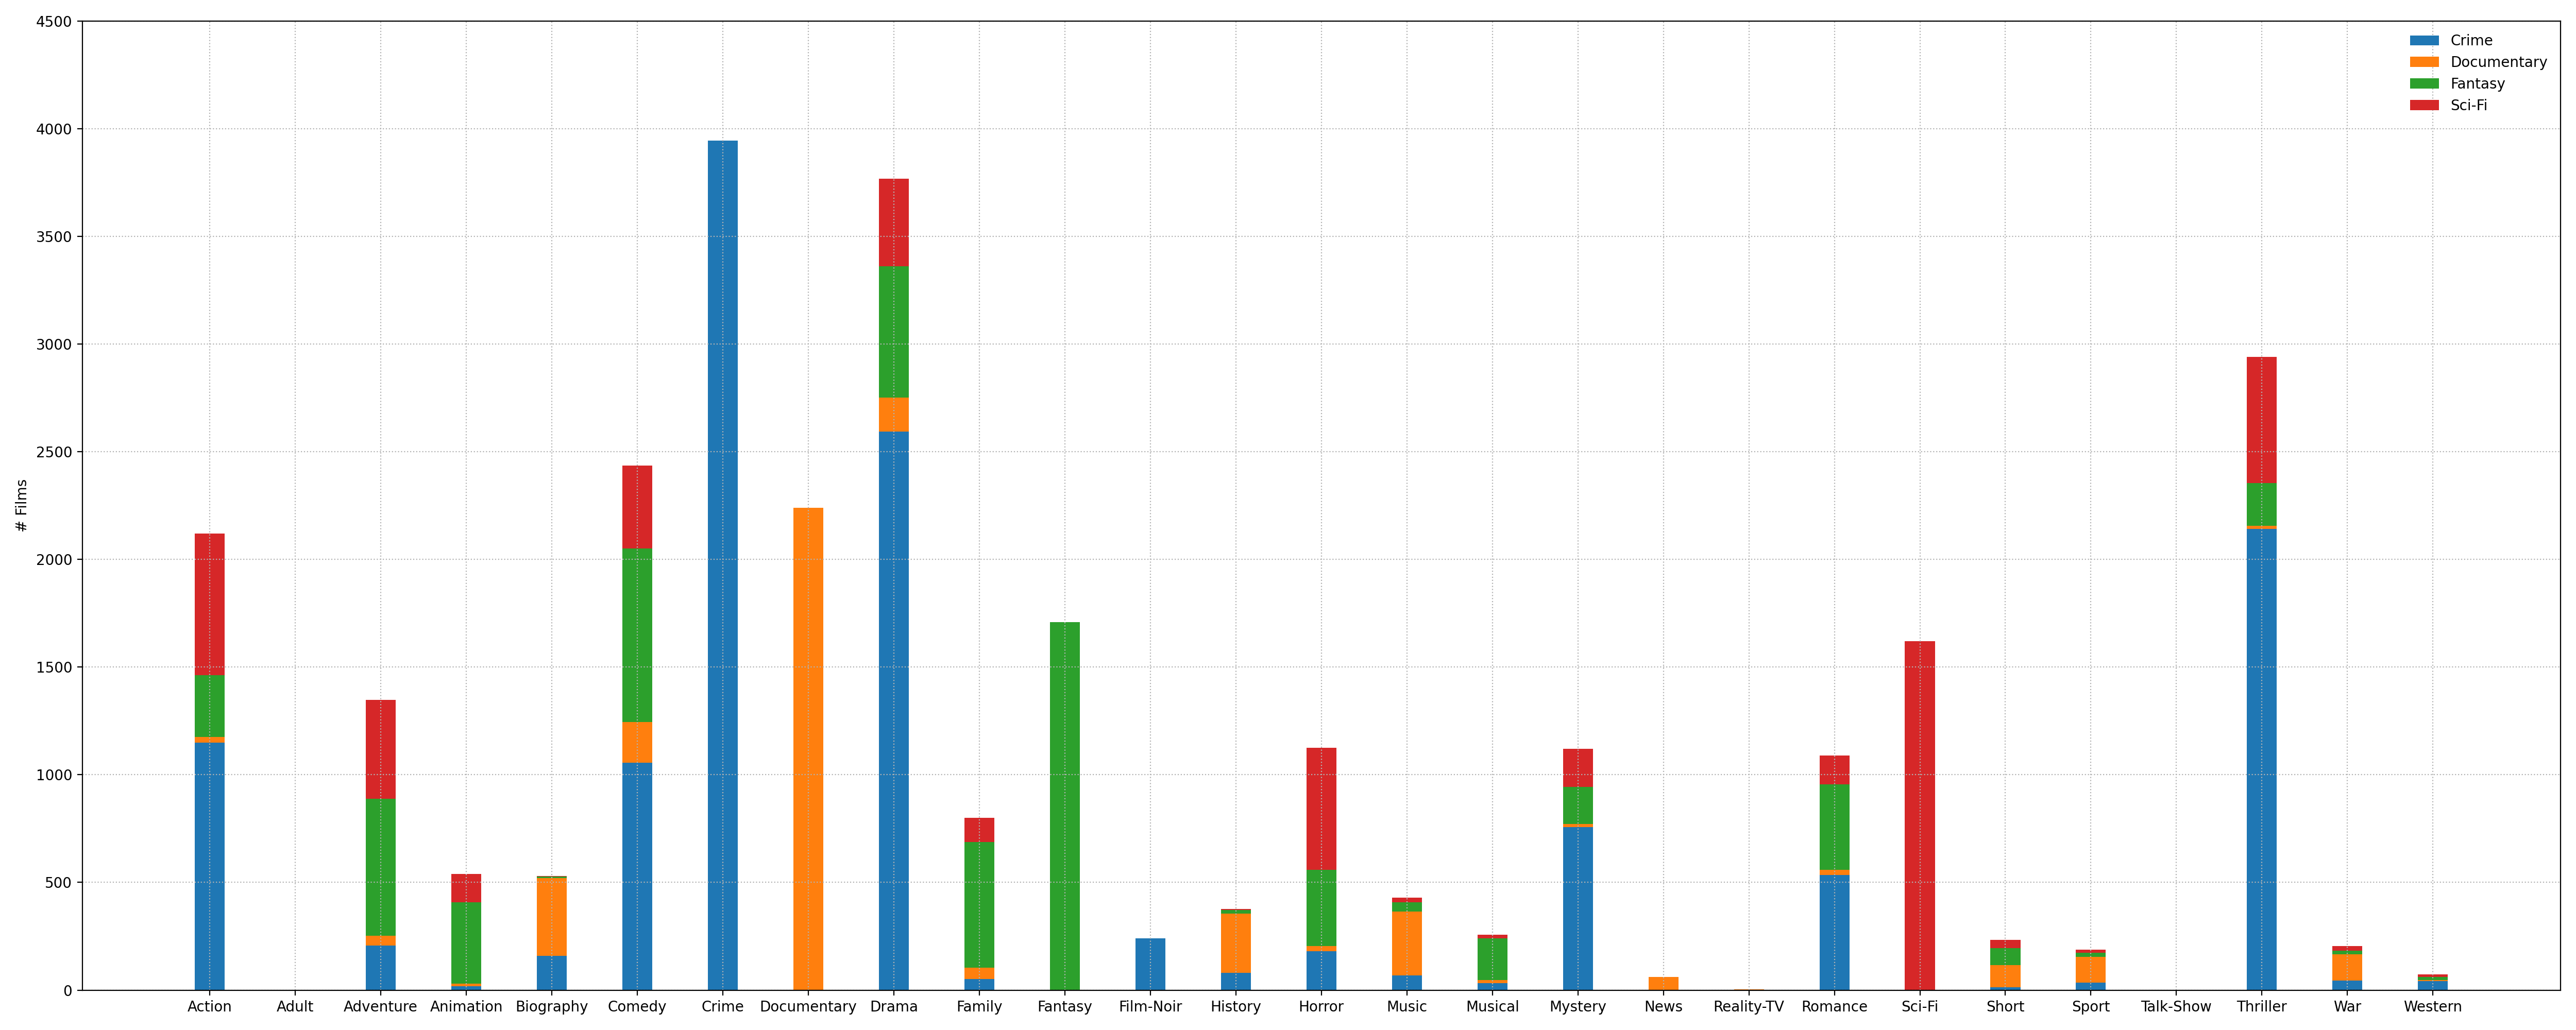 4500
4000
3500
3000
2500
2000
1500
1000
500
0
# Films
Crime
Documentary
Fantasy
Sci-Fi
Action Adult Adventure Animation Biography Comedy Crime Documentary Drama Family Fantasy Film-Noir History Horror Music Musical Mystery News Reality-TV Romance Sci-Fi Short Sport Talk-Show Thriller War Western